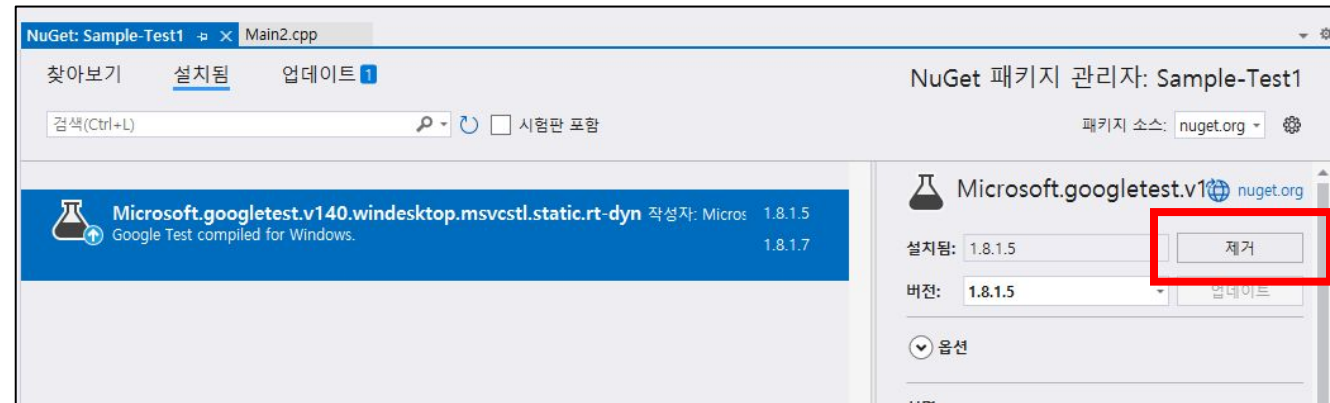 NuGet: Sample-Test1 Main2.cpp
찾아보기 설치됨 업데이트 1
NuGet 패키지 관리자: Sample-Test1
검색(Ctrl+L) 시험판 포함
패키지 소스: nuget.org
Microsoft.googletest.v140.windesktop.msvcstl.static.rt-dyn 작성자: Micros 1.8.1.5
Google Test compiled for Windows.
1.8.1.7
Microsoft.googletest.v1 nuget.org
설치됨: 1.8.1.5 제거
버전: 1.8.1.5 업데이트
옵션